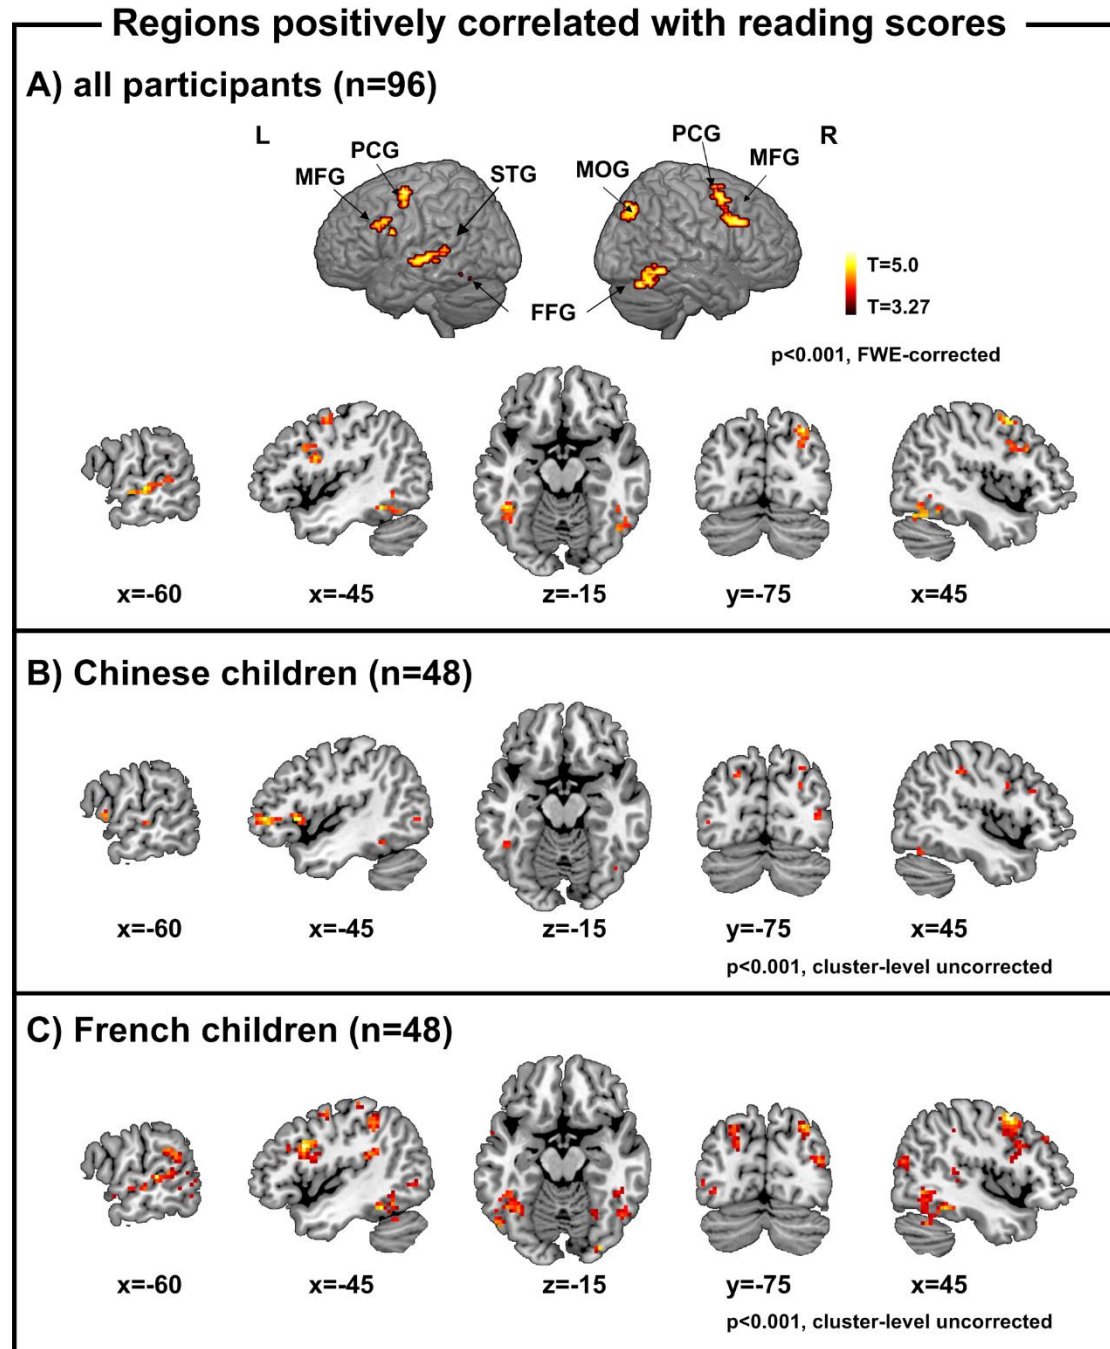 Regions positively correlated with reading scores
A) all participants (n=96)
L
R
PCG
PCG
MFG
STG
MOG
MFG
FFG
T=5.0
T=3.27
p<0.001, FWE-corrected
x=-60
x=-45
z=-15
y=-75
x=45
B) Chinese children (n=48)
x=-60
x=-45
z=-15
y=-75
x=45
p<0.001, cluster-level uncorrected
C) French children (n=48)
x=-60
x=-45
z=-15
y=-75
x=45
p<0.001, cluster-level uncorrected